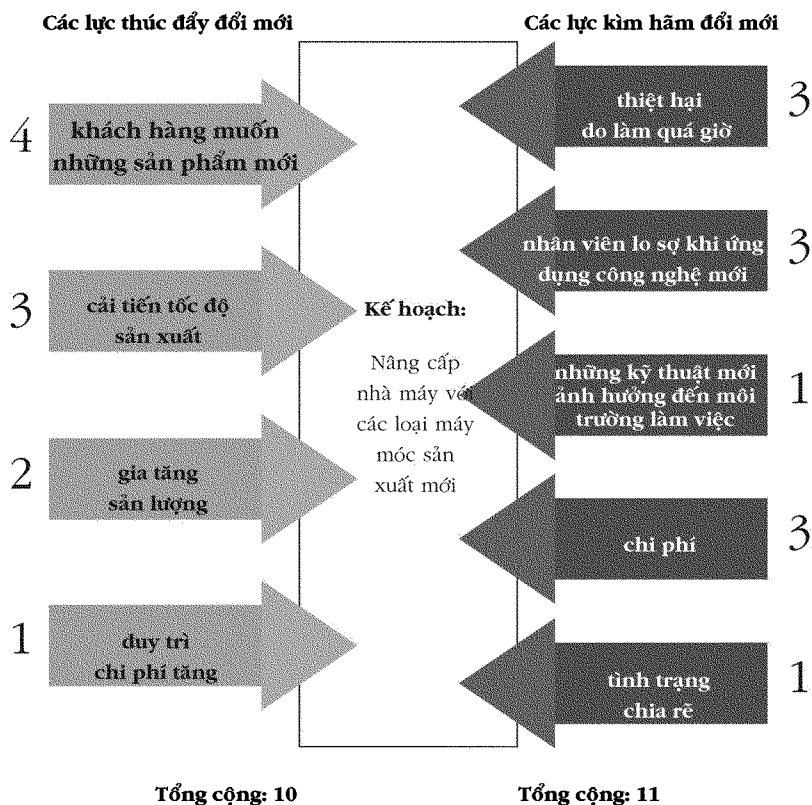 Các lực thúc đẩy đổi mới
Các lực kìm hãm đổi mới
4
khách hàng muốn
những sản phẩm mới
3
cải tiến tốc độ
sản xuất
2
gia tăng
sản lượng
1
duy trì
chi phí tăng
Kế hoạch:
Nâng cấp
nhà máy với
các loại máy
móc sản
xuất mới
thiệt hại
do làm quá giờ
3
nhân viên lo sợ khi ứng
dụng công nghệ mới
3
những kỹ thuật mới
ảnh hưởng đến môi
trường làm việc
1
chi phí
3
tình trạng
chia rẽ
1
Tổng cộng: 10
Tổng cộng: 11